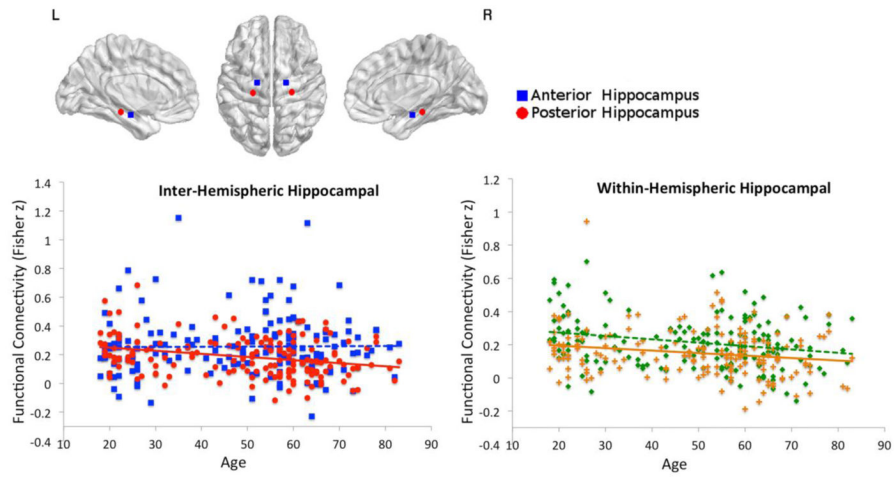 L
R
Anterior Hippocampus
Posterior Hippocampus
Inter-Hemispheric Hippocampal
Functional Connectivity (Fisher z)
1.4
1.2
1
0.8
0.6
0.4
0.2
0
-0.2
-0.4
10 20 30 40 50 60 70 80 90
Age
Within-Hemispheric Hippocampal
Functional Connectivity (Fisher z)
1.2
1
0.8
0.6
0.4
0.2
0
-0.2
-0.4
10 20 30 40 50 60 70 80 90
Age